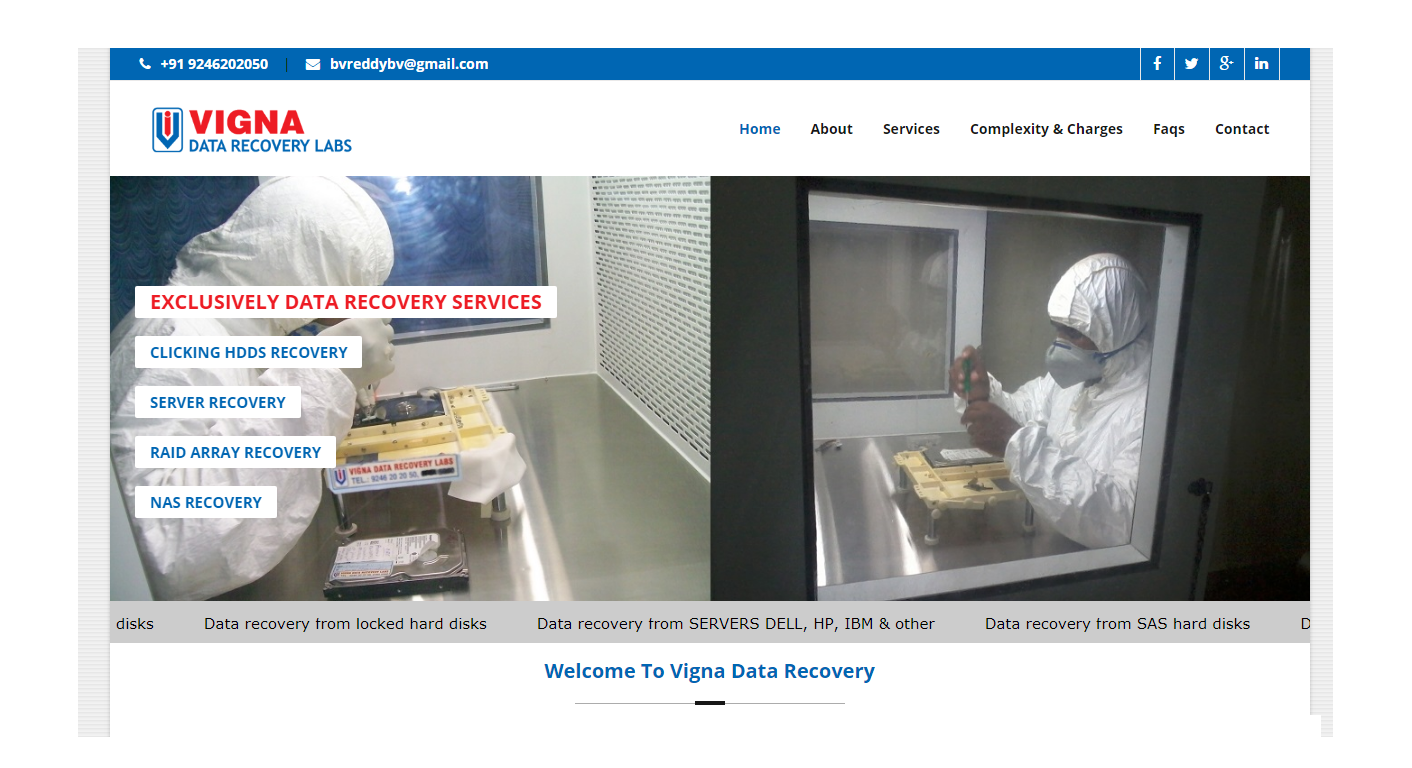 +91 9246202050 | bvreddybv@gmail.com
VIGNA
DATA RECOVERY LABS
Home About Services Complexity & Charges Faqs Contact
EXCLUSIVELY DATA RECOVERY SERVICES
CLICKING HDDS RECOVERY
SERVER RECOVERY
RAID ARRAY RECOVERY
NAS RECOVERY
VIGNA DATA RECOVERY LABS
TEL.: 9246 20 20 50,
disks Data recovery from locked hard disks Data recovery from SERVERS DELL, HP, IBM & other Data recovery from SAS hard disks D
Welcome To Vigna Data Recovery